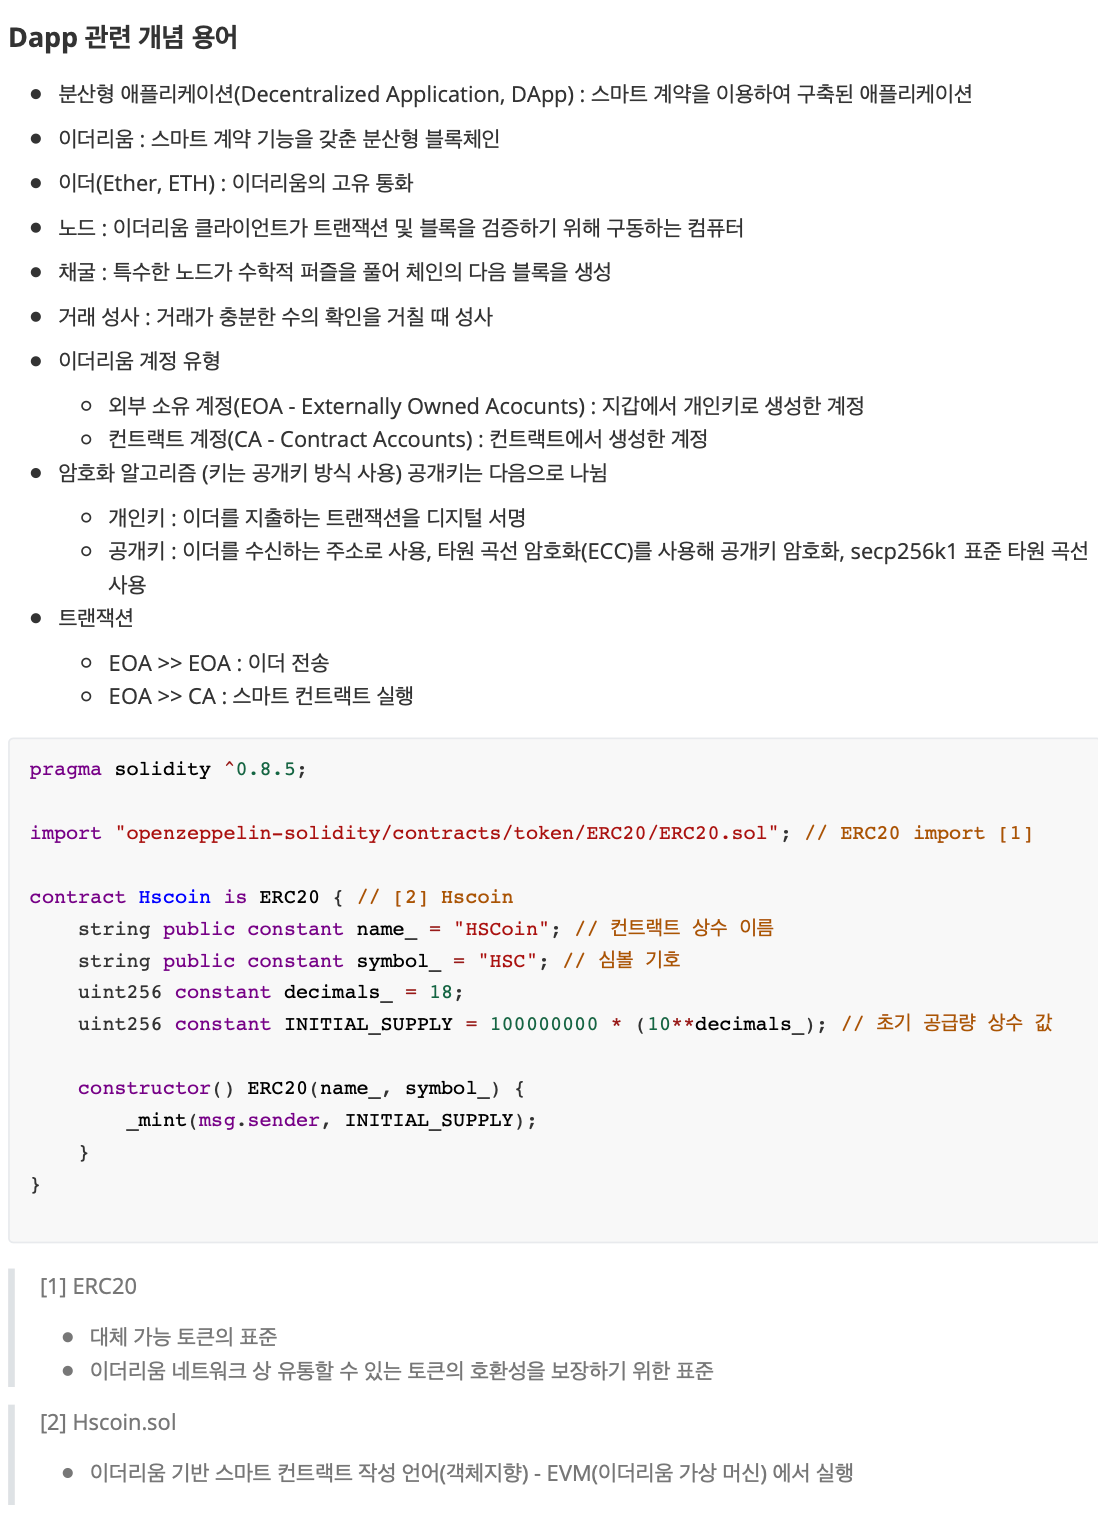 Dapp 관련 개념 용어
● 분산형 애플리케이션(Decentralized Application, DApp) : 스마트 계약을 이용하여 구축된 애플리케이션
● 이더리움 : 스마트 계약 기능을 갖춘 분산형 블록체인
● 이더(Ether, ETH) : 이더리움의 고유 통화
● 노드 : 이더리움 클라이언트가 트랜잭션 및 블록을 검증하기 위해 구동하는 컴퓨터
● 채굴 : 특수한 노드가 수학적 퍼즐을 풀어 체인의 다음 블록을 생성
● 거래 성사 : 거래가 충분한 수의 확인을 거칠 때 성사
● 이더리움 계정 유형
○ 외부 소유 계정(EOA - Externally Owned Acocunts) : 지갑에서 개인키로 생성한 계정
○ 컨트랙트 계정(CA - Contract Accounts) : 컨트랙트에서 생성한 계정
● 암호화 알고리즘 (키는 공개키 방식 사용) 공개키는 다음으로 나뉨
○ 개인키 : 이더를 지출하는 트랜잭션을 디지털 서명
○ 공개키 : 이더를 수신하는 주소로 사용, 타원 곡선 암호화(ECC)를 사용해 공개키 암호화, secp256k1 표준 타원 곡선
사용
● 트랜잭션
○ EOA >> EOA : 이더 전송
○ EOA >> CA : 스마트 컨트랙트 실행
pragma solidity ^0.8.5;
import "openzeppelin-solidity/contracts/token/ERC20/ERC20.sol"; // ERC20 import [1]
contract Hscoin is ERC20 { // [2] Hscoin
string public constant name_ = "HSCoin"; // 컨트랙트 상수 이름
string public constant symbol_ = "HSC"; // 심볼 기호
uint256 constant decimals_ = 18;
uint256 constant INITIAL_SUPPLY = 100000000 * (10**decimals_); // 초기 공급량 상수 값
constructor() ERC20(name_, symbol_) {
_mint(msg.sender, INITIAL_SUPPLY);
}
}
[1] ERC20
● 대체 가능 토큰의 표준
● 이더리움 네트워크 상 유통할 수 있는 토큰의 호환성을 보장하기 위한 표준
[2] Hscoin.sol
● 이더리움 기반 스마트 컨트랙트 작성 언어(객체지향) - EVM(이더리움 가상 머신) 에서 실행